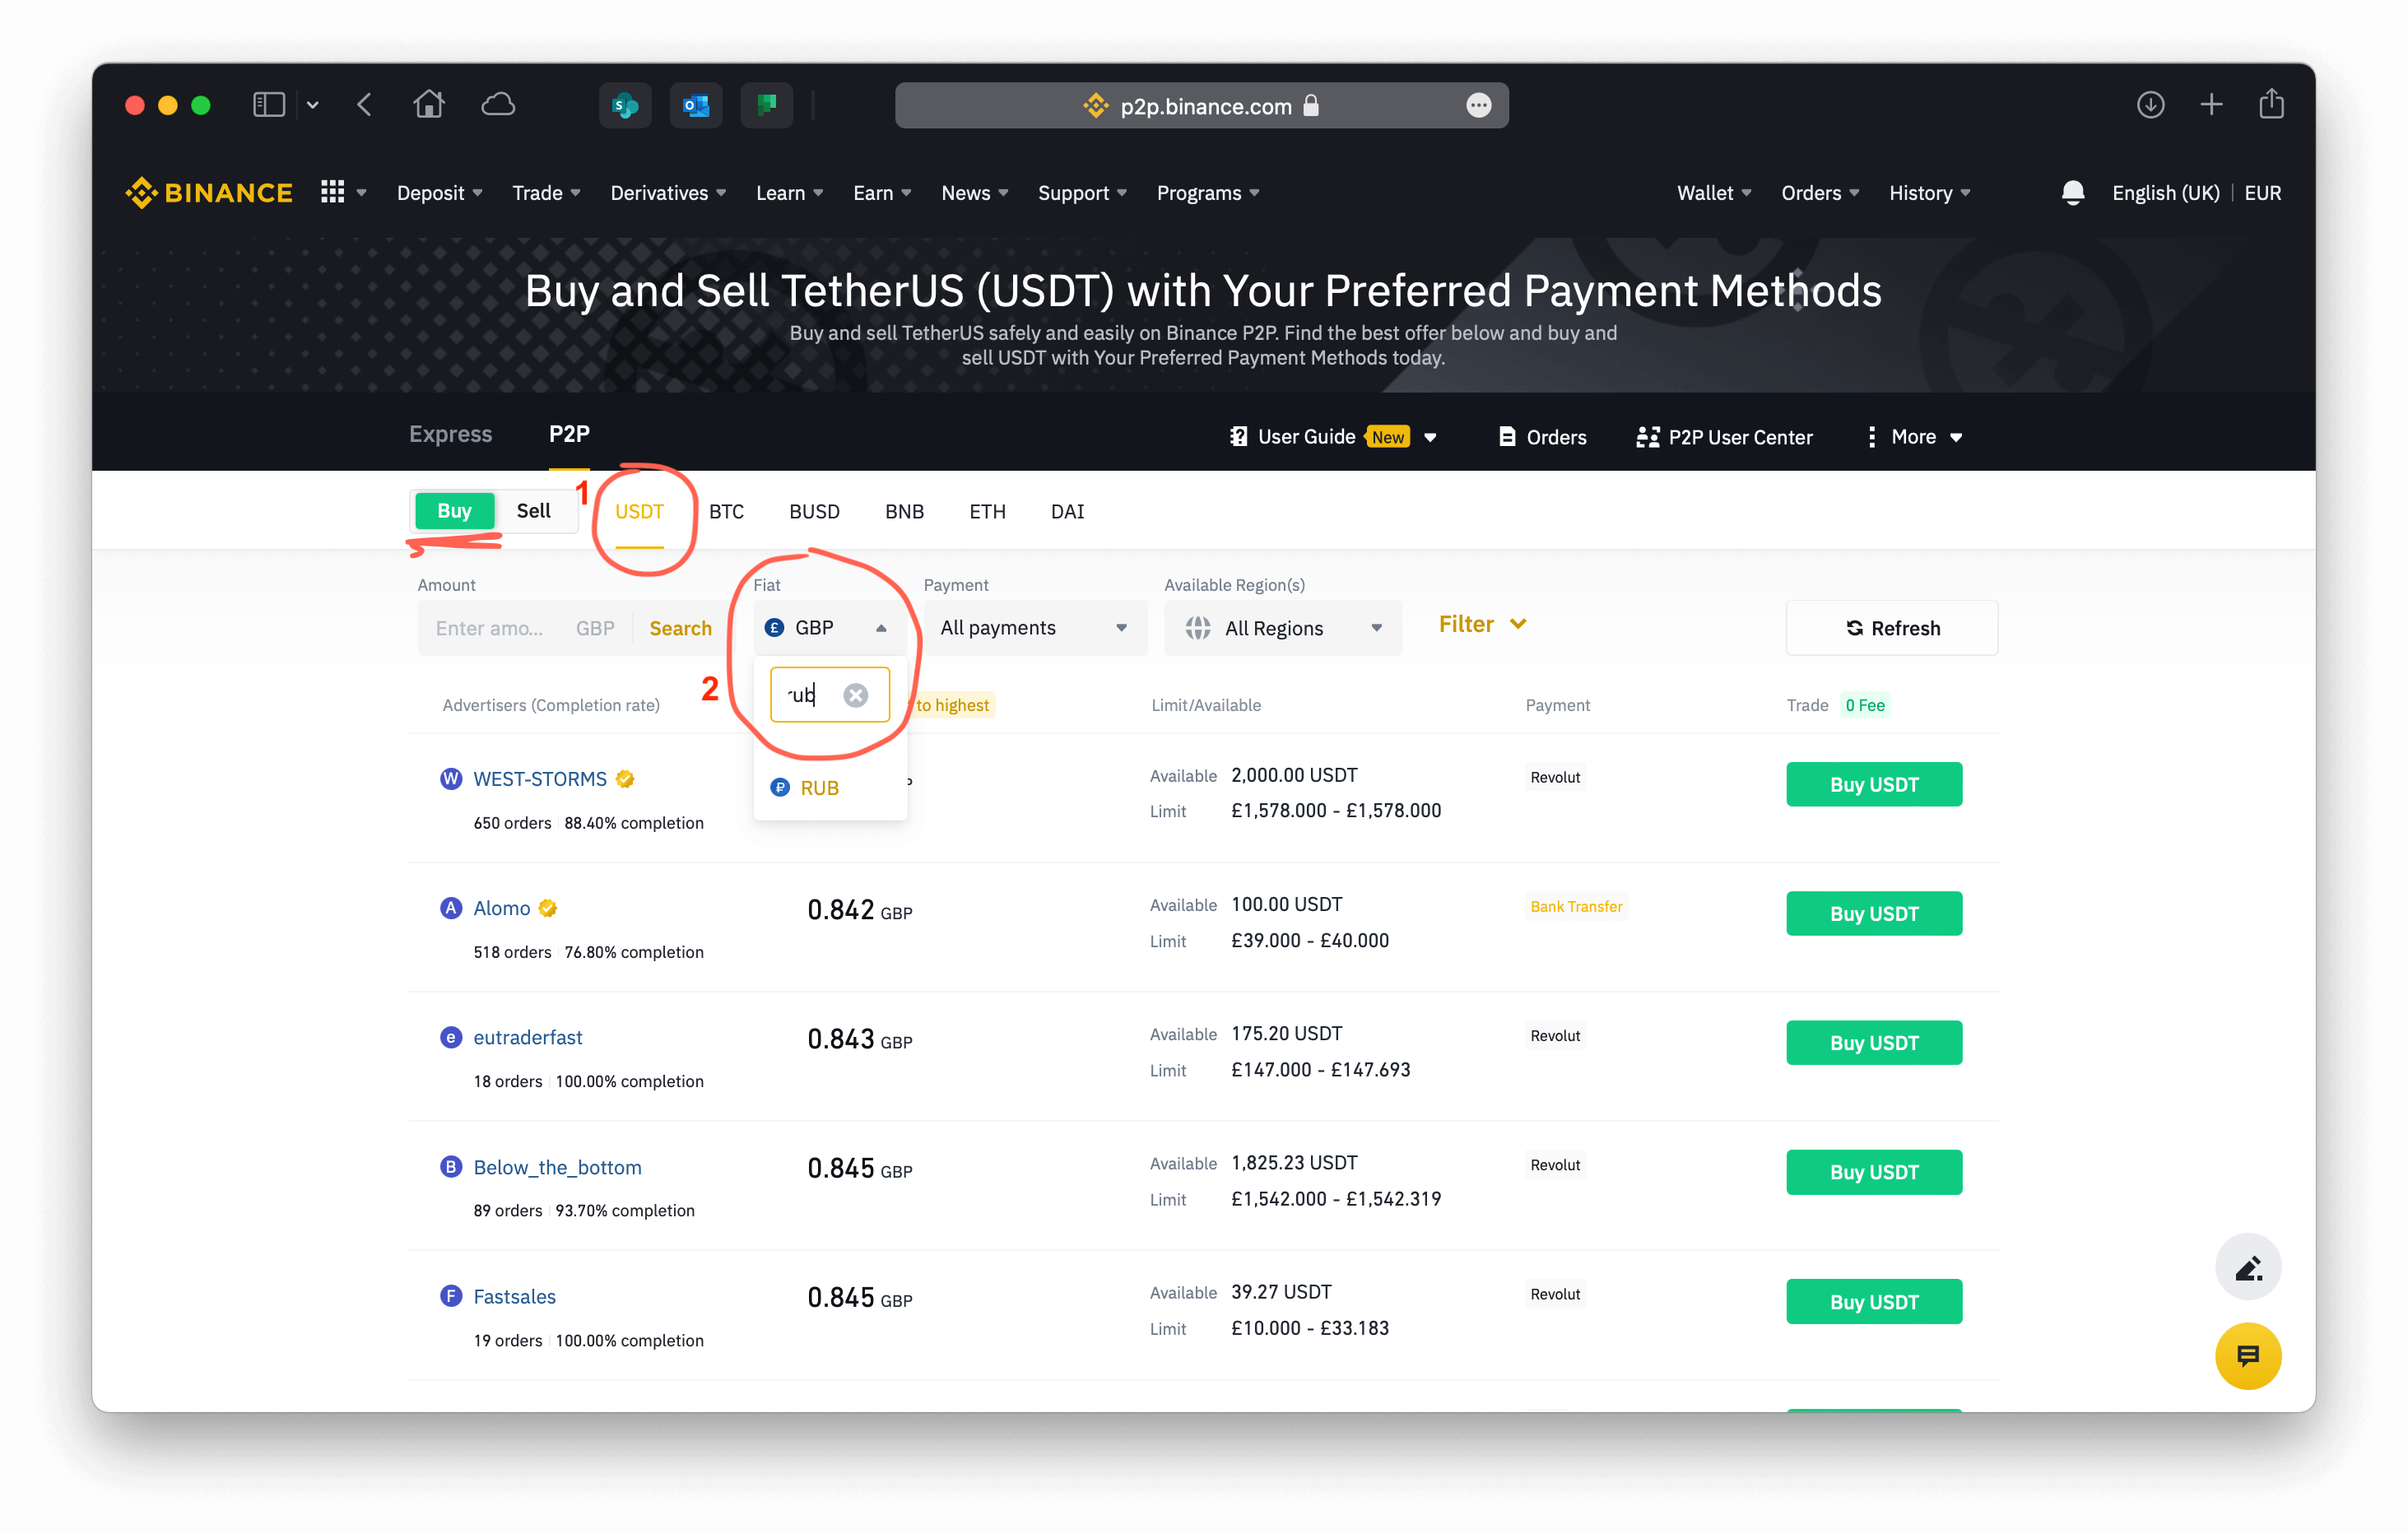 p2p.binance.com
BINANCE
Deposit
Trade
Derivatives
Learn
Earn
News
Support
Programs
Wallet
Orders
History
English (UK)
EUR
Buy and Sell TetherUS (USDT) with Your Preferred Payment Methods
Buy and sell TetherUS safely and easily on Binance P2P. Find the best offer below and buy and
sell USDT with Your Preferred Payment Methods today.
Express
P2P
User Guide
New
Orders
P2P User Center
More
Buy
Sell
1
USDT
BTC
BUSD
BNB
ETH
DAI
Amount
Fiat
Payment
Available Region(s)
Enter amo...
GBP
Search
£ GBP
All payments
All Regions
Filter
Refresh
2
rub
RUB
Advertisers (Completion rate)
to highest
Limit/Available
Payment
Trade
0 Fee
W WEST-STORMS
650 orders 88.40% completion
Available 2,000.00 USDT
Limit £1,578.000 - £1,578.000
Revolut
Buy USDT
A Alomo
518 orders 76.80% completion
0.842 GBP
Available 100.00 USDT
Limit £39.000 - £40.000
Bank Transfer
Buy USDT
e eutraderfast
18 orders 100.00% completion
0.843 GBP
Available 175.20 USDT
Limit £147.000 - £147.693
Revolut
Buy USDT
B Below_the_bottom
89 orders 93.70% completion
0.845 GBP
Available 1,825.23 USDT
Limit £1,542.000 - £1,542.319
Revolut
Buy USDT
F Fastsales
19 orders 100.00% completion
0.845 GBP
Available 39.27 USDT
Limit £10.000 - £33.183
Revolut
Buy USDT